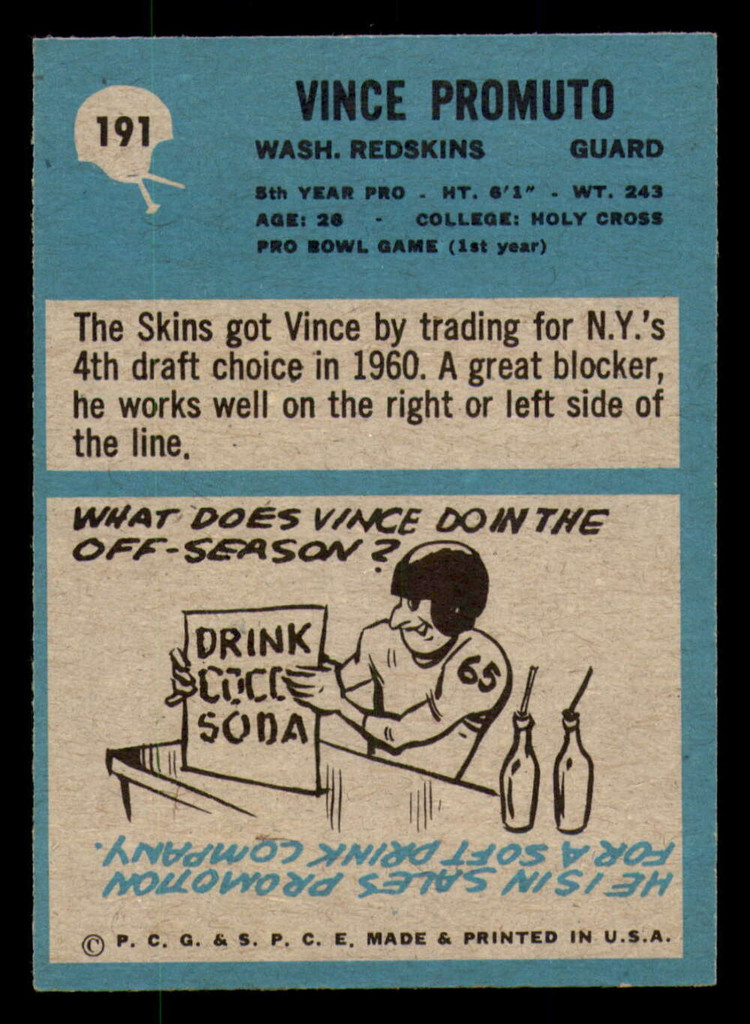 191
VINCE PROMUTO
WASH. REDSKINS GUARD
5th YEAR PRO - HT. 6'1" - WT. 243
AGE: 26 - COLLEGE: HOLY CROSS
PRO BOWL GAME (1st year)
The Skins got Vince by trading for N.Y.'s
4th draft choice in 1960. A great blocker,
he works well on the right or left side of
the line.
WHAT DOES VINCE DO IN THE
OFF-SEASON?
DRINK
COCO
SODA
65
HE IS IN SALES PROMOTION
FOR A SOFT DRINK COMPANY.
© P. C. G. & S. P. C. E. MADE & PRINTED IN U.S.A.